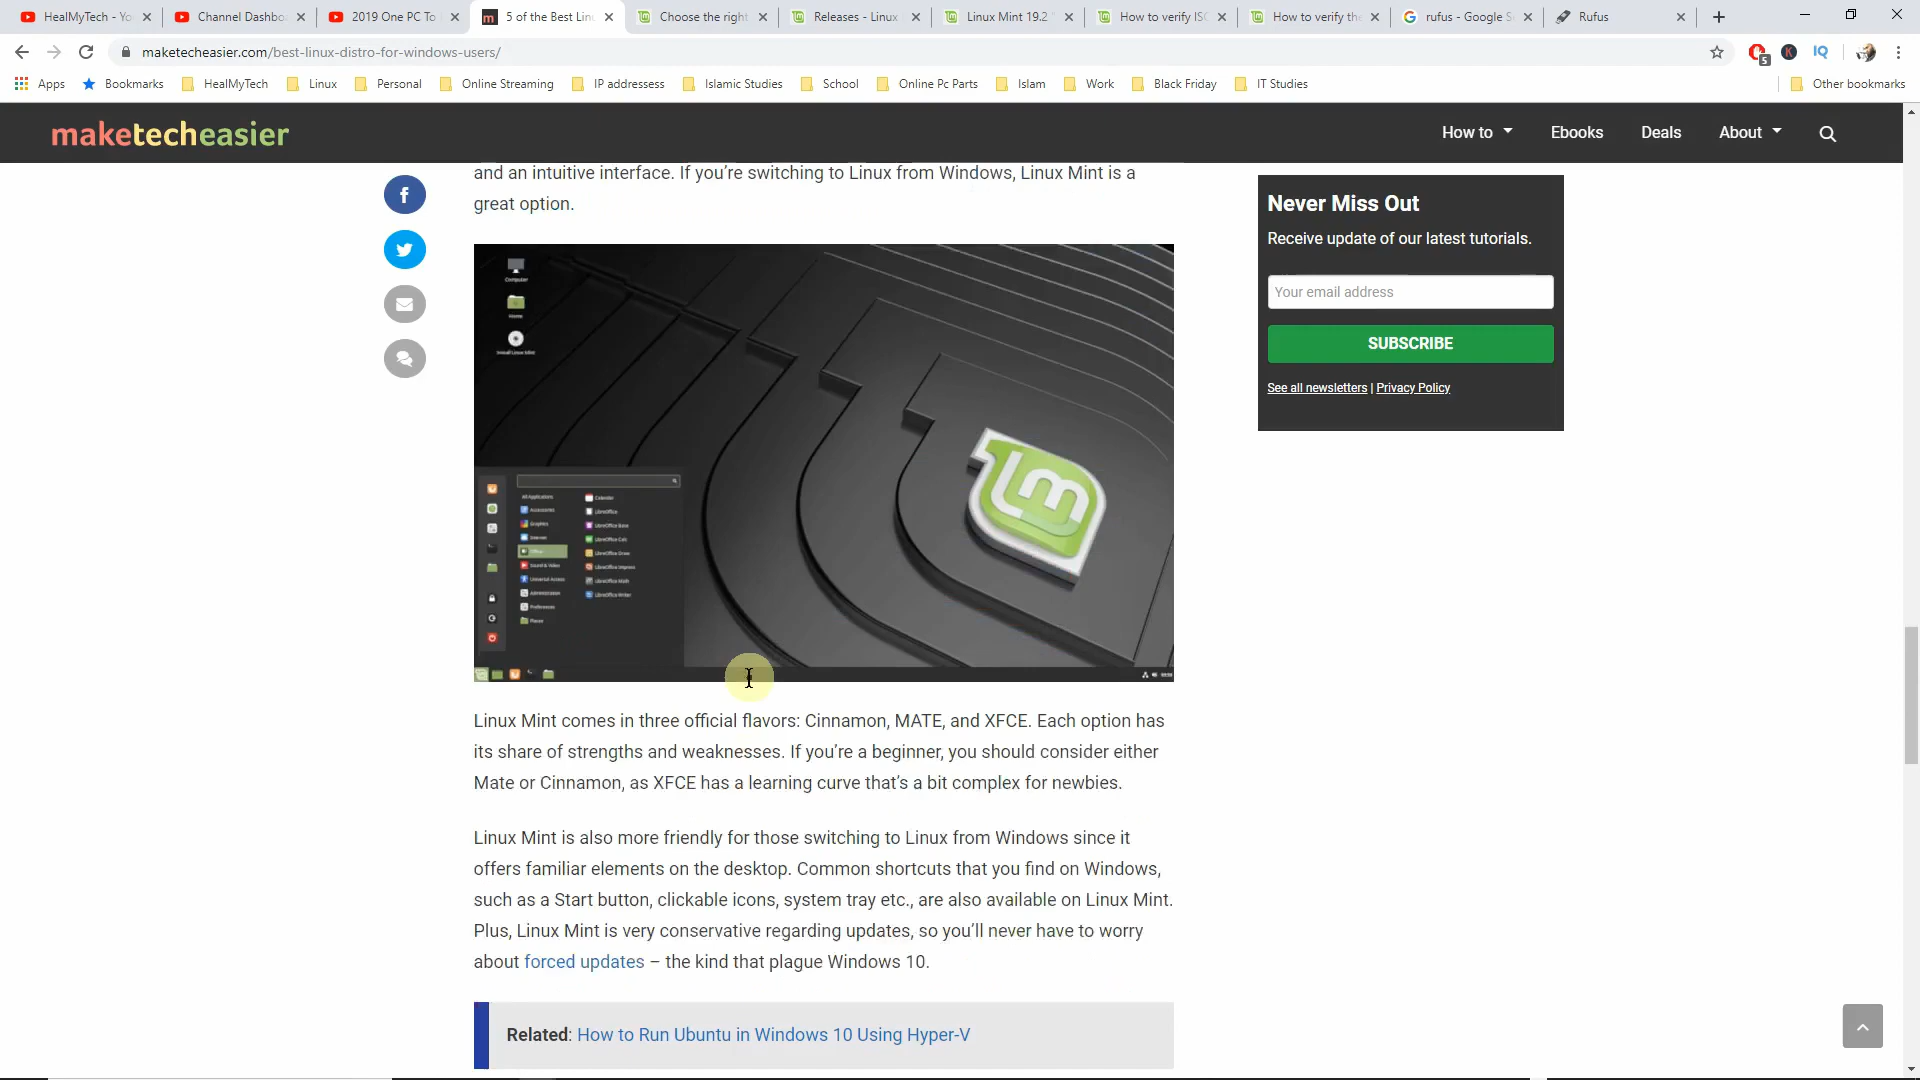 HealMyTech - Yo
Channel Dashbo
2019 One PC To
5 of the Best Lin
Choose the right
Releases - Linux
Linux Mint 19.2
How to verify IS
How to verify the
rufus - Google S
Rufus
maketecheasier.com/best-linux-distro-for-windows-users/
5
K
IQ
Apps
Bookmarks
HealMyTech
Linux
Personal
Online Streaming
IP addressess
Islamic Studies
School
Online Pc Parts
Islam
Work
Black Friday
IT Studies
Other bookmarks
maketecheasier
How to
Ebooks
Deals
About
and an intuitive interface. If you're switching to Linux from Windows, Linux Mint is a
great option.
Never Miss Out
Receive update of our latest tutorials.
Your email address
SUBSCRIBE
See all newsletters | Privacy Policy
Computer
Home
Install Linux Mint
All Applications
Accessories
Graphics
Internet
Office
Sound & Video
Universal Access
Administration
Preferences
Places
Calendar
LibreOffice
LibreOffice Base
LibreOffice Calc
LibreOffice Draw
LibreOffice Impress
LibreOffice Math
LibreOffice Writer
Linux Mint comes in three official flavors: Cinnamon, MATE, and XFCE. Each option has
its share of strengths and weaknesses. If you're a beginner, you should consider either
Mate or Cinnamon, as XFCE has a learning curve that's a bit complex for newbies.
Linux Mint is also more friendly for those switching to Linux from Windows since it
offers familiar elements on the desktop. Common shortcuts that you find on Windows,
such as a Start button, clickable icons, system tray etc., are also available on Linux Mint.
Plus, Linux Mint is very conservative regarding updates, so you'll never have to worry
about forced updates – the kind that plague Windows 10.
Related: How to Run Ubuntu in Windows 10 Using Hyper-V